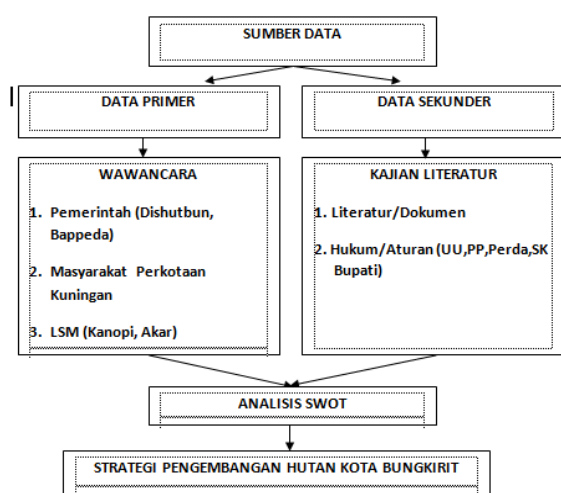 SUMBER DATA
DATA PRIMER
DATA SEKUNDER
WAWANCARA
1. Pemerintah (Dishutbun,
Bappeda)
2. Masyarakat Perkotaan
Kuningan
3. LSM (Kanopi, Akar)
KAJIAN LITERATUR
1. Literatur/Dokumen
2. Hukum/Aturan (UU,PP,Perda,SK
Bupati)
ANALISIS SWOT
STRATEGI PENGEMBANGAN HUTAN KOTA BUNGKIRIT